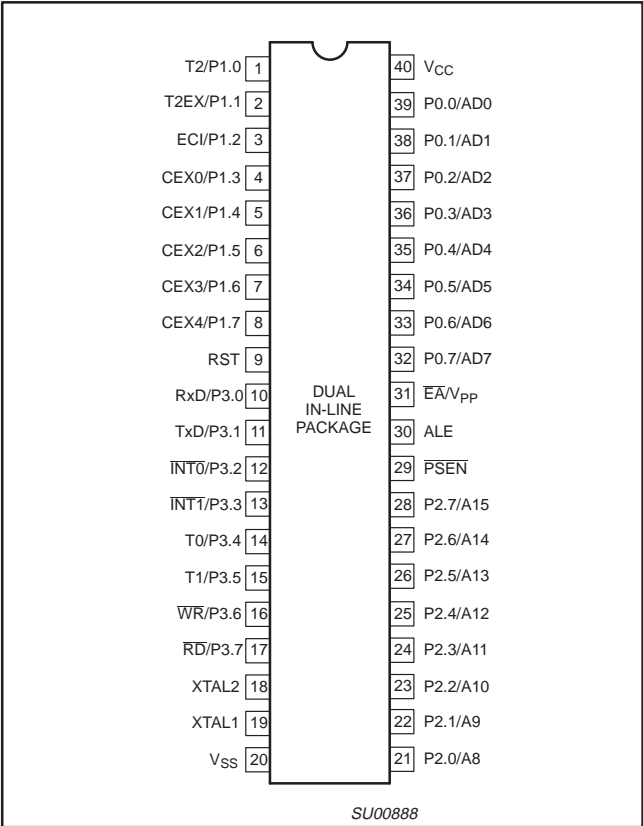 T2/P1.0 1
T2EX/P1.1 2
ECI/P1.2 3
CEX0/P1.3 4
CEX1/P1.4 5
CEX2/P1.5 6
CEX3/P1.6 7
CEX4/P1.7 8
RST 9
RxD/P3.0 10
TxD/P3.1 11
I̅N̅T̅0̅/P3.2 12
I̅N̅T̅1̅/P3.3 13
T0/P3.4 14
T1/P3.5 15
W̅R̅/P3.6 16
R̅D̅/P3.7 17
XTAL2 18
XTAL1 19
VSS 20
DUAL
IN-LINE
PACKAGE
40 VCC
39 P0.0/AD0
38 P0.1/AD1
37 P0.2/AD2
36 P0.3/AD3
35 P0.4/AD4
34 P0.5/AD5
33 P0.6/AD6
32 P0.7/AD7
31 E̅A̅/VPP
30 ALE
29 P̅S̅E̅N̅
28 P2.7/A15
27 P2.6/A14
26 P2.5/A13
25 P2.4/A12
24 P2.3/A11
23 P2.2/A10
22 P2.1/A9
21 P2.0/A8
SU00888